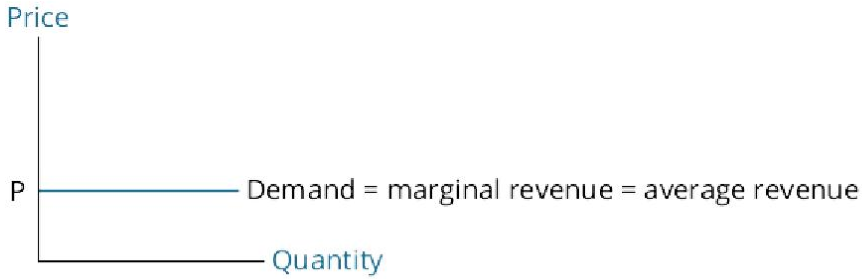 Price
P
Demand = marginal revenue = average revenue
Quantity